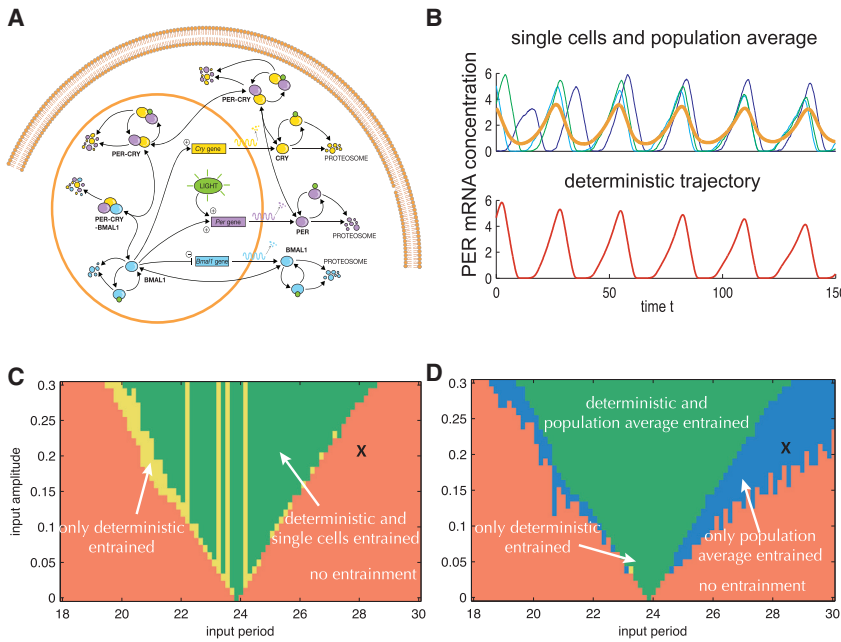 A
PER-CRY
PER-CRY
Cry gene
CRY
PROTEOSOME
LIGHT
PER-CRY
-BMAL1
Per gene
PER
PROTEOSOME
BMAL1
Bmal1 gene
BMAL1
PROTEOSOME
+
+
+
−
B
single cells and population average
PER mRNA concentration
6
4
2
0
deterministic trajectory
6
4
2
0
0
50
100
150
time t
C
0.3
0.25
0.2
0.15
0.1
0.05
0
input amplitude
X
only deterministic
entrained
deterministic and
single cells entrained
no entrainment
18
20
22
24
26
28
30
input period
D
0.3
0.25
0.2
0.15
0.1
0.05
0
deterministic and
population average entrained
X
only deterministic
entrained
only population
average entrained
no entrainment
18
20
22
24
26
28
30
input period